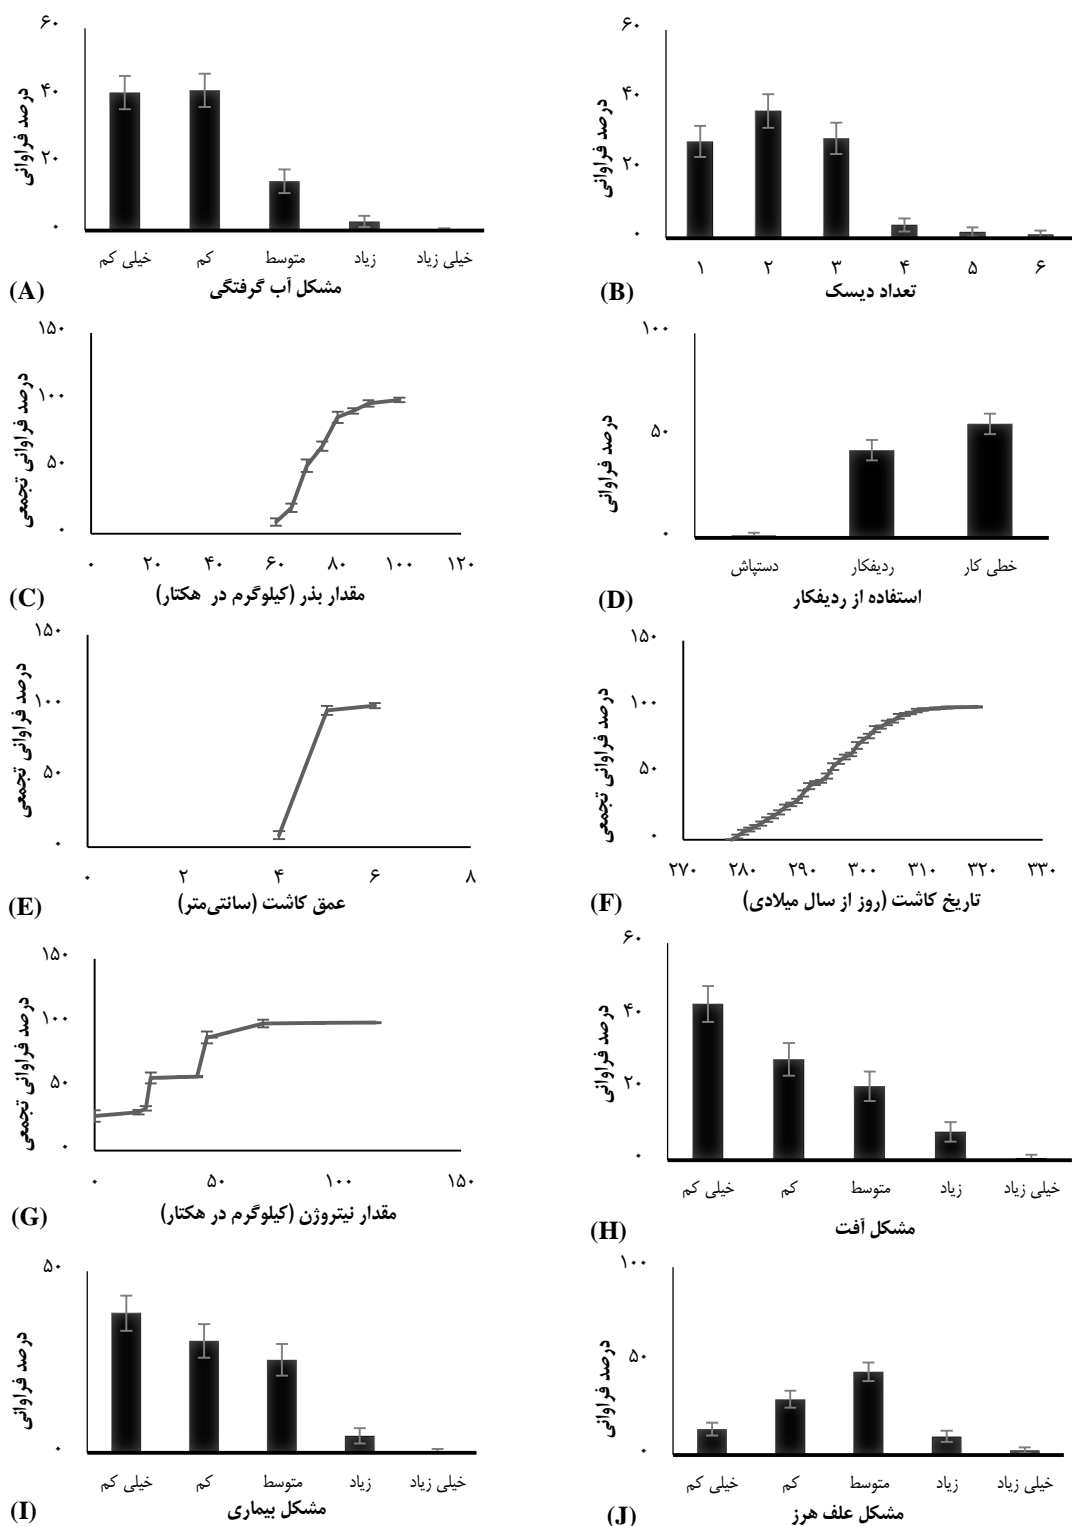 ۶۰
۴۰
۲۰
۰
درصد فراوانی
خیلی کم
کم
متوسط
زیاد
خیلی زیاد
مشکل آب گرفتگی
(A)
۶۰
۴۰
۲۰
۰
درصد فراوانی
۱
۲
۳
۴
۵
۶
تعداد دیسک
(B)
۱۵۰
۱۰۰
۵۰
۰
درصد فراوانی تجمعی
۰
۲۰
۴۰
۶۰
۸۰
۱۰۰
۱۲۰
مقدار بذر (کیلوگرم در هکتار)
(C)
۱۰۰
۵۰
۰
درصد فراوانی
دستپاش
ردیفکار
خطی کار
استفاده از ردیفکار
(D)
۱۵۰
۱۰۰
۵۰
۰
درصد فراوانی تجمعی
۰
۲
۴
۶
۸
عمق کاشت (سانتی‌متر)
(E)
۱۵۰
۱۰۰
۵۰
۰
درصد فراوانی تجمعی
۲۷۰
۲۸۰
۲۹۰
۳۰۰
۳۱۰
۳۲۰
۳۳۰
تاریخ کاشت (روز از سال میلادی)
(F)
۱۵۰
۱۰۰
۵۰
۰
درصد فراوانی تجمعی
۰
۵۰
۱۰۰
۱۵۰
مقدار نیتروژن (کیلوگرم در هکتار)
(G)
۶۰
۴۰
۲۰
۰
درصد فراوانی
خیلی کم
کم
متوسط
زیاد
خیلی زیاد
مشکل آفت
(H)
۵۰
۰
درصد فراوانی
خیلی کم
کم
متوسط
زیاد
خیلی زیاد
مشکل بیماری
(I)
۱۰۰
۵۰
۰
درصد فراوانی
خیلی کم
کم
متوسط
زیاد
خیلی زیاد
مشکل علف هرز
(J)